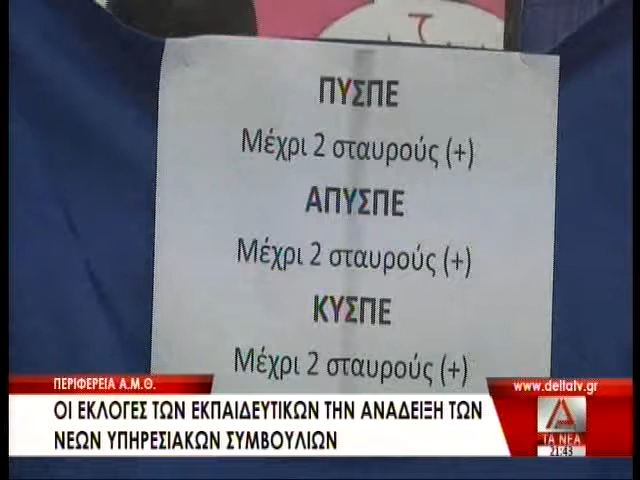 ΠΥΣΠΕ
Μέχρι 2 σταυρούς (+)
ΑΠΥΣΠΕ
Μέχρι 2 σταυρούς (+)
ΚΥΣΠΕ
Μέχρι 2 σταυρούς (+)
ΠΕΡΙΦΕΡΕΙΑ Α.Μ.Θ.
www.deltatv.gr
ΟΙ ΕΚΛΟΓΕΣ ΤΩΝ ΕΚΠΑΙΔΕΥΤΙΚΩΝ ΤΗΝ ΑΝΑΔΕΙΞΗ ΤΩΝ
ΝΕΩΝ ΥΠΗΡΕΣΙΑΚΩΝ ΣΥΜΒΟΥΛΙΩΝ
ΤΑ ΝΕΑ
21:43